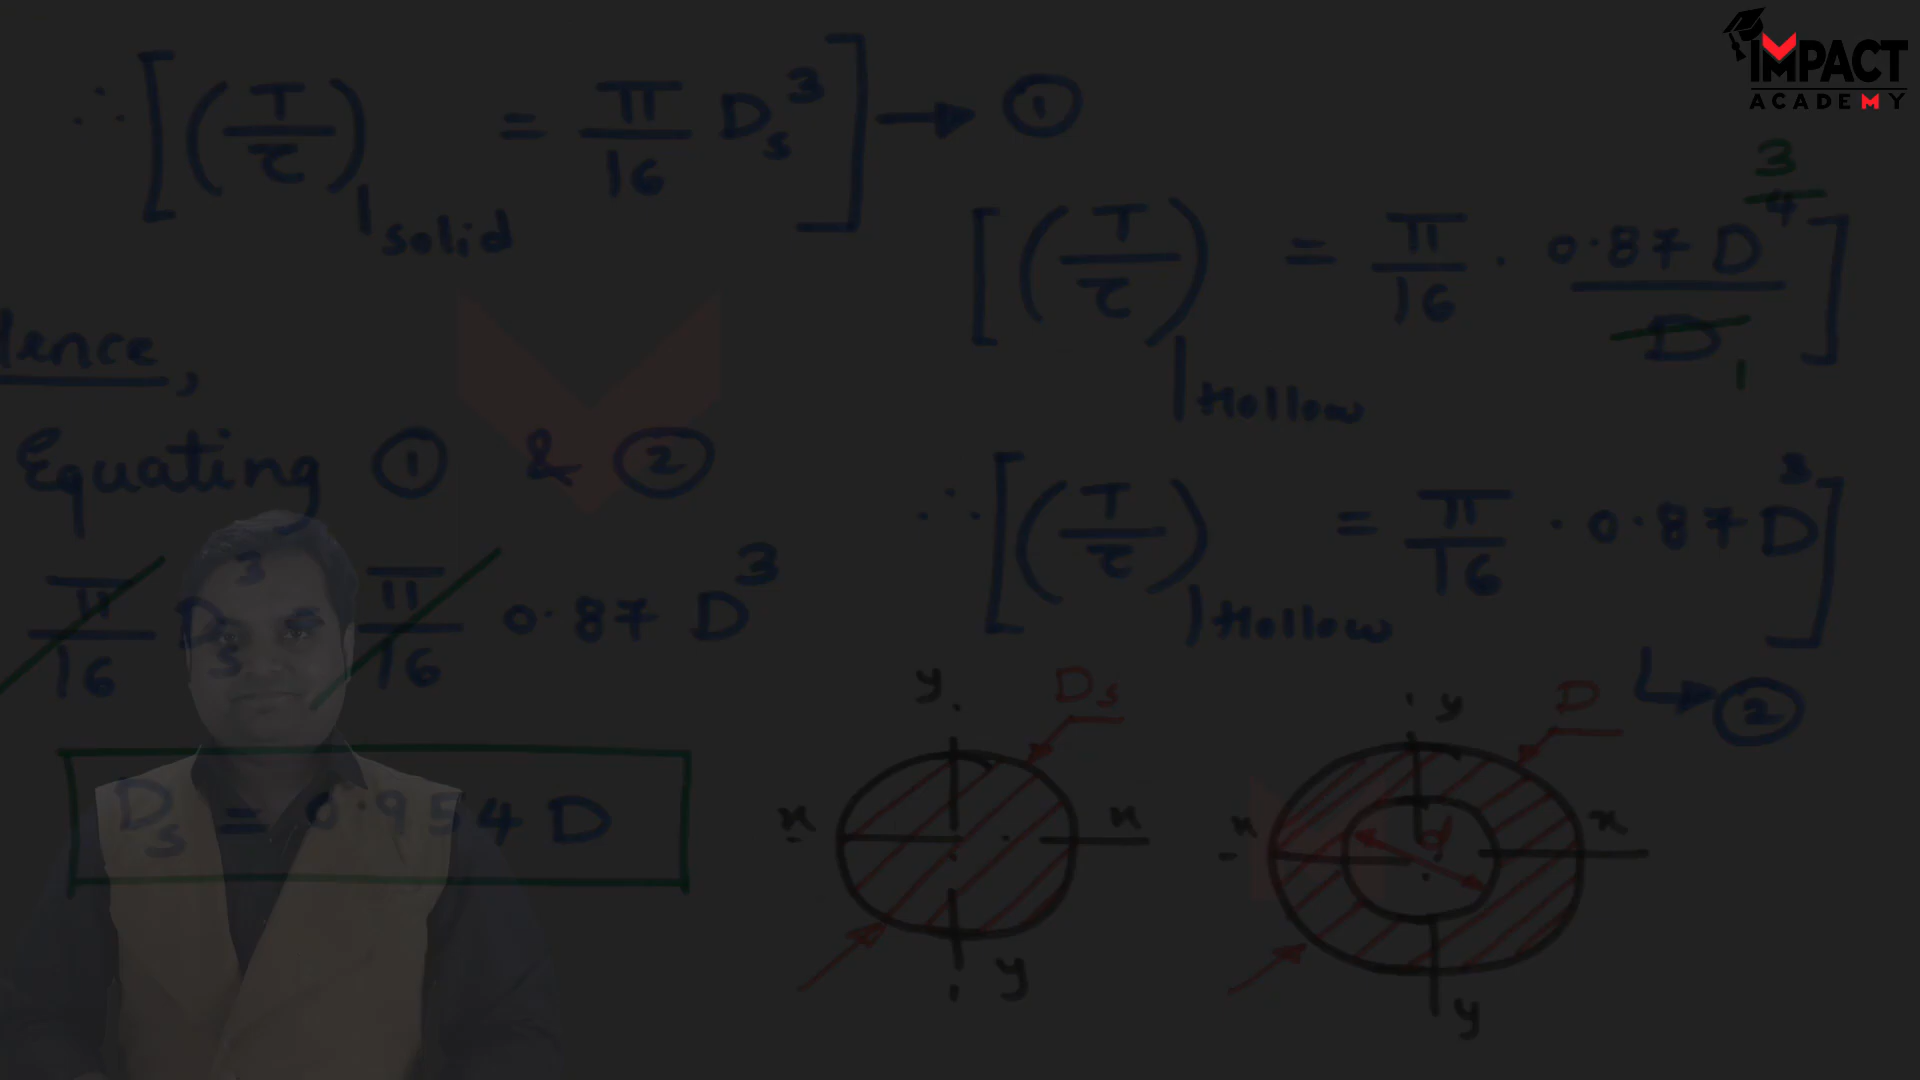 IMPACT
ACADEMY
∴ [(T/τ)|solid = π/16 Ds³] → ①
[(T/τ)|Hollow = π/16 · 0.87 D⁴ 3 / D 1]
lence,
Equating ① & ②
∴ [(T/τ)|Hollow = π/16 · 0.87 D³]
↳ ②
π/16 Ds³ = π/16 0.87 D³
Ds = 0.954 D
y Ds
x x
y
y D
x d x
y